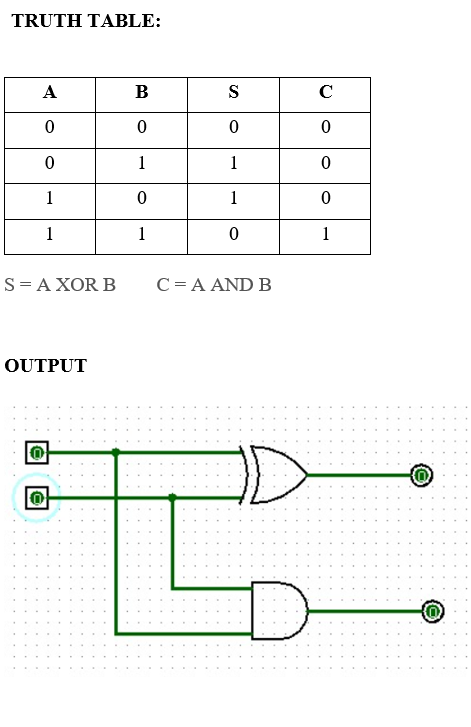 TRUTH TABLE:
A B S C
0 0 0 0
0 1 1 0
1 0 1 0
1 1 0 1
S = A XOR B C = A AND B
OUTPUT
0
0
0
0